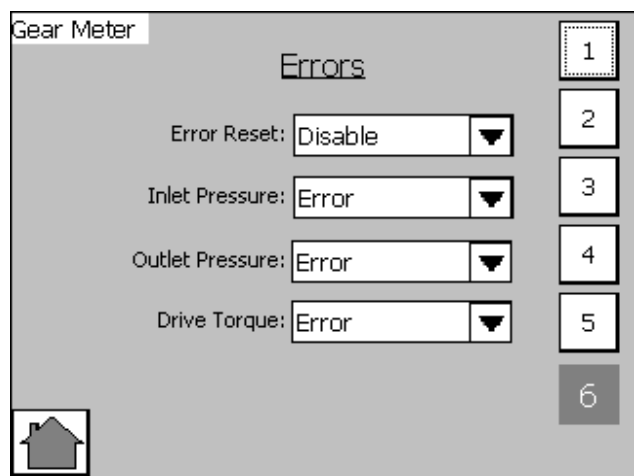 Gear Meter
Errors
Error Reset: Disable
Inlet Pressure: Error
Outlet Pressure: Error
Drive Torque: Error
1
2
3
4
5
6